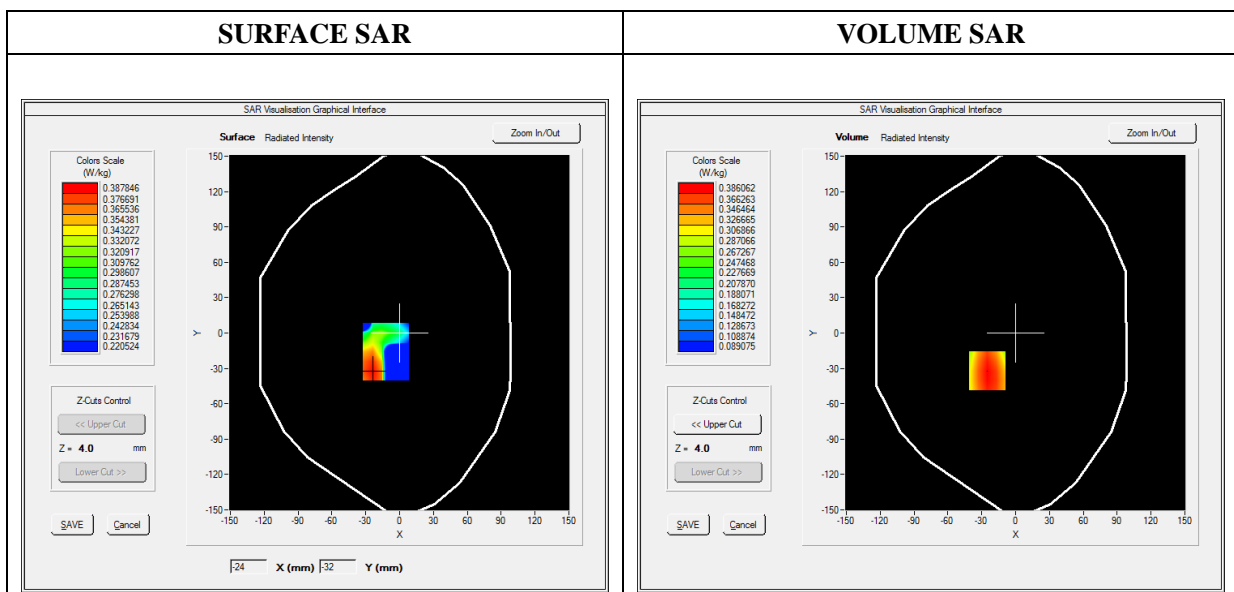 SURFACE SAR
VOLUME SAR
SAR Visualisation Graphical Interface
Surface Radiated Intensity
Zoom In/Out
Colors Scale
(W/kg)
0.387846
0.376691
0.365536
0.354381
0.343227
0.332072
0.320917
0.309762
0.298607
0.287453
0.276298
0.265143
0.253988
0.242834
0.231679
0.220524
150
120
90
60
30
0
-30
-60
-90
-120
-150
Y
-150 -120 -90 -60 -30 0 30 60 90 120 150
X
Z-Cuts Control
<< Upper Cut
Z = 4.0 mm
Lower Cut >>
SAVE Cancel
-24 X (mm) -32 Y (mm)
SAR Visualisation Graphical Interface
Volume Radiated Intensity
Zoom In/Out
Colors Scale
(W/kg)
0.386062
0.366263
0.346464
0.326665
0.306866
0.287066
0.267267
0.247468
0.227669
0.207870
0.188071
0.168272
0.148472
0.128673
0.108874
0.089075
150
120
90
60
30
0
-30
-60
-90
-120
-150
Y
-150 -120 -90 -60 -30 0 30 60 90 120 150
X
Z-Cuts Control
<< Upper Cut
Z = 4.0 mm
Lower Cut >>
SAVE Cancel